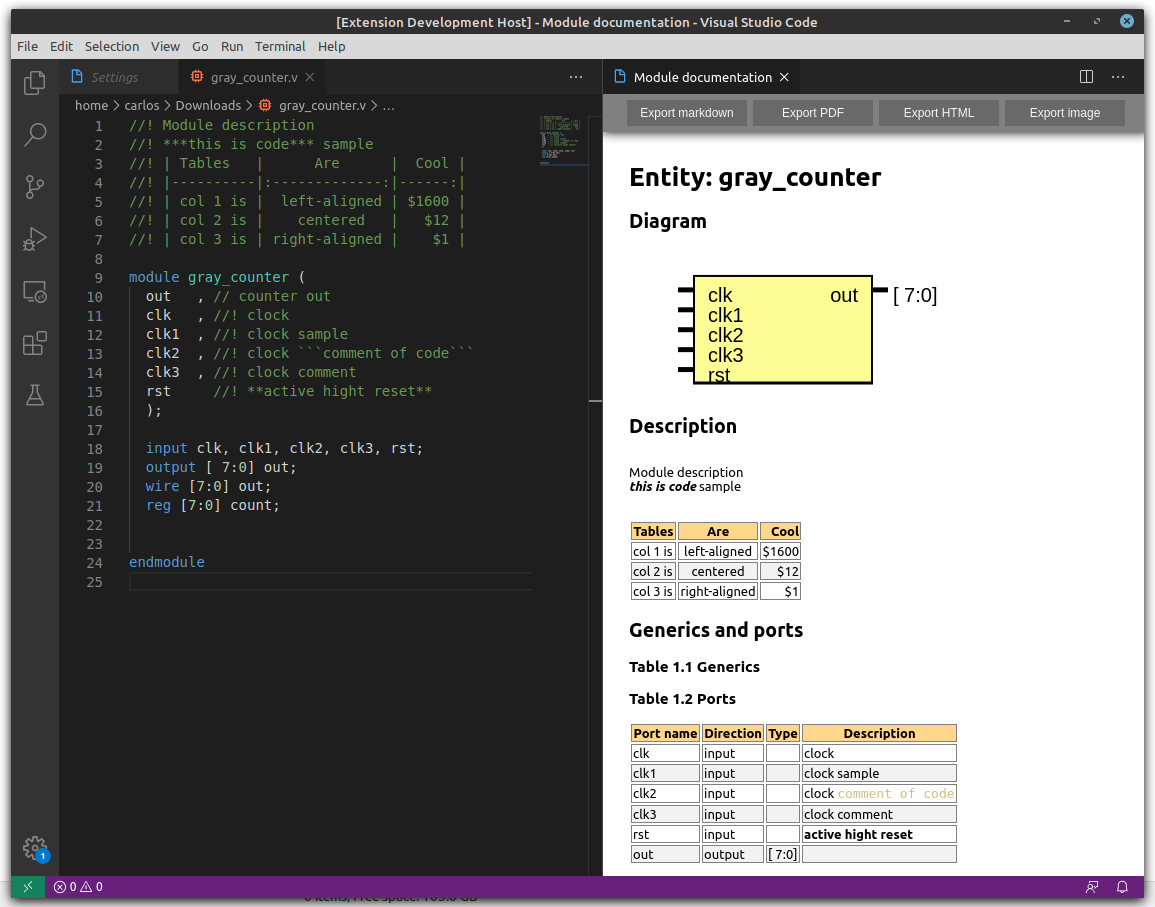 [Extension Development Host] - Module documentation - Visual Studio Code
File Edit Selection View Go Run Terminal Help
Settings
gray_counter.v
home > carlos > Downloads > gray_counter.v > ...
1 //! Module description
2 //! ***this is code*** sample
3 //! | Tables   |      Are      |  Cool |
4 //! |----------|:-------------:|------:|
5 //! | col 1 is |  left-aligned | $1600 |
6 //! | col 2 is |    centered   |   $12 |
7 //! | col 3 is | right-aligned |    $1 |
8
9 module gray_counter (
10   out   , // counter out
11   clk   , //! clock
12   clk1  , //! clock sample
13   clk2  , //! clock ```comment of code```
14   clk3  , //! clock comment
15   rst     //! **active hight reset**
16   );
17
18   input clk, clk1, clk2, clk3, rst;
19   output [ 7:0] out;
20   wire [7:0] out;
21   reg [7:0] count;
22
23
24 endmodule
25
Module documentation
Export markdown Export PDF Export HTML Export image
Entity: gray_counter
Diagram
clk out [ 7:0]
clk1
clk2
clk3
rst
Description
Module description
this is code sample
Tables Are Cool
col 1 is left-aligned $1600
col 2 is centered $12
col 3 is right-aligned $1
Generics and ports
Table 1.1 Generics
Table 1.2 Ports
Port name Direction Type Description
clk input clock
clk1 input clock sample
clk2 input clock comment of code
clk3 input clock comment
rst input active hight reset
out output [ 7:0]
1
0 0